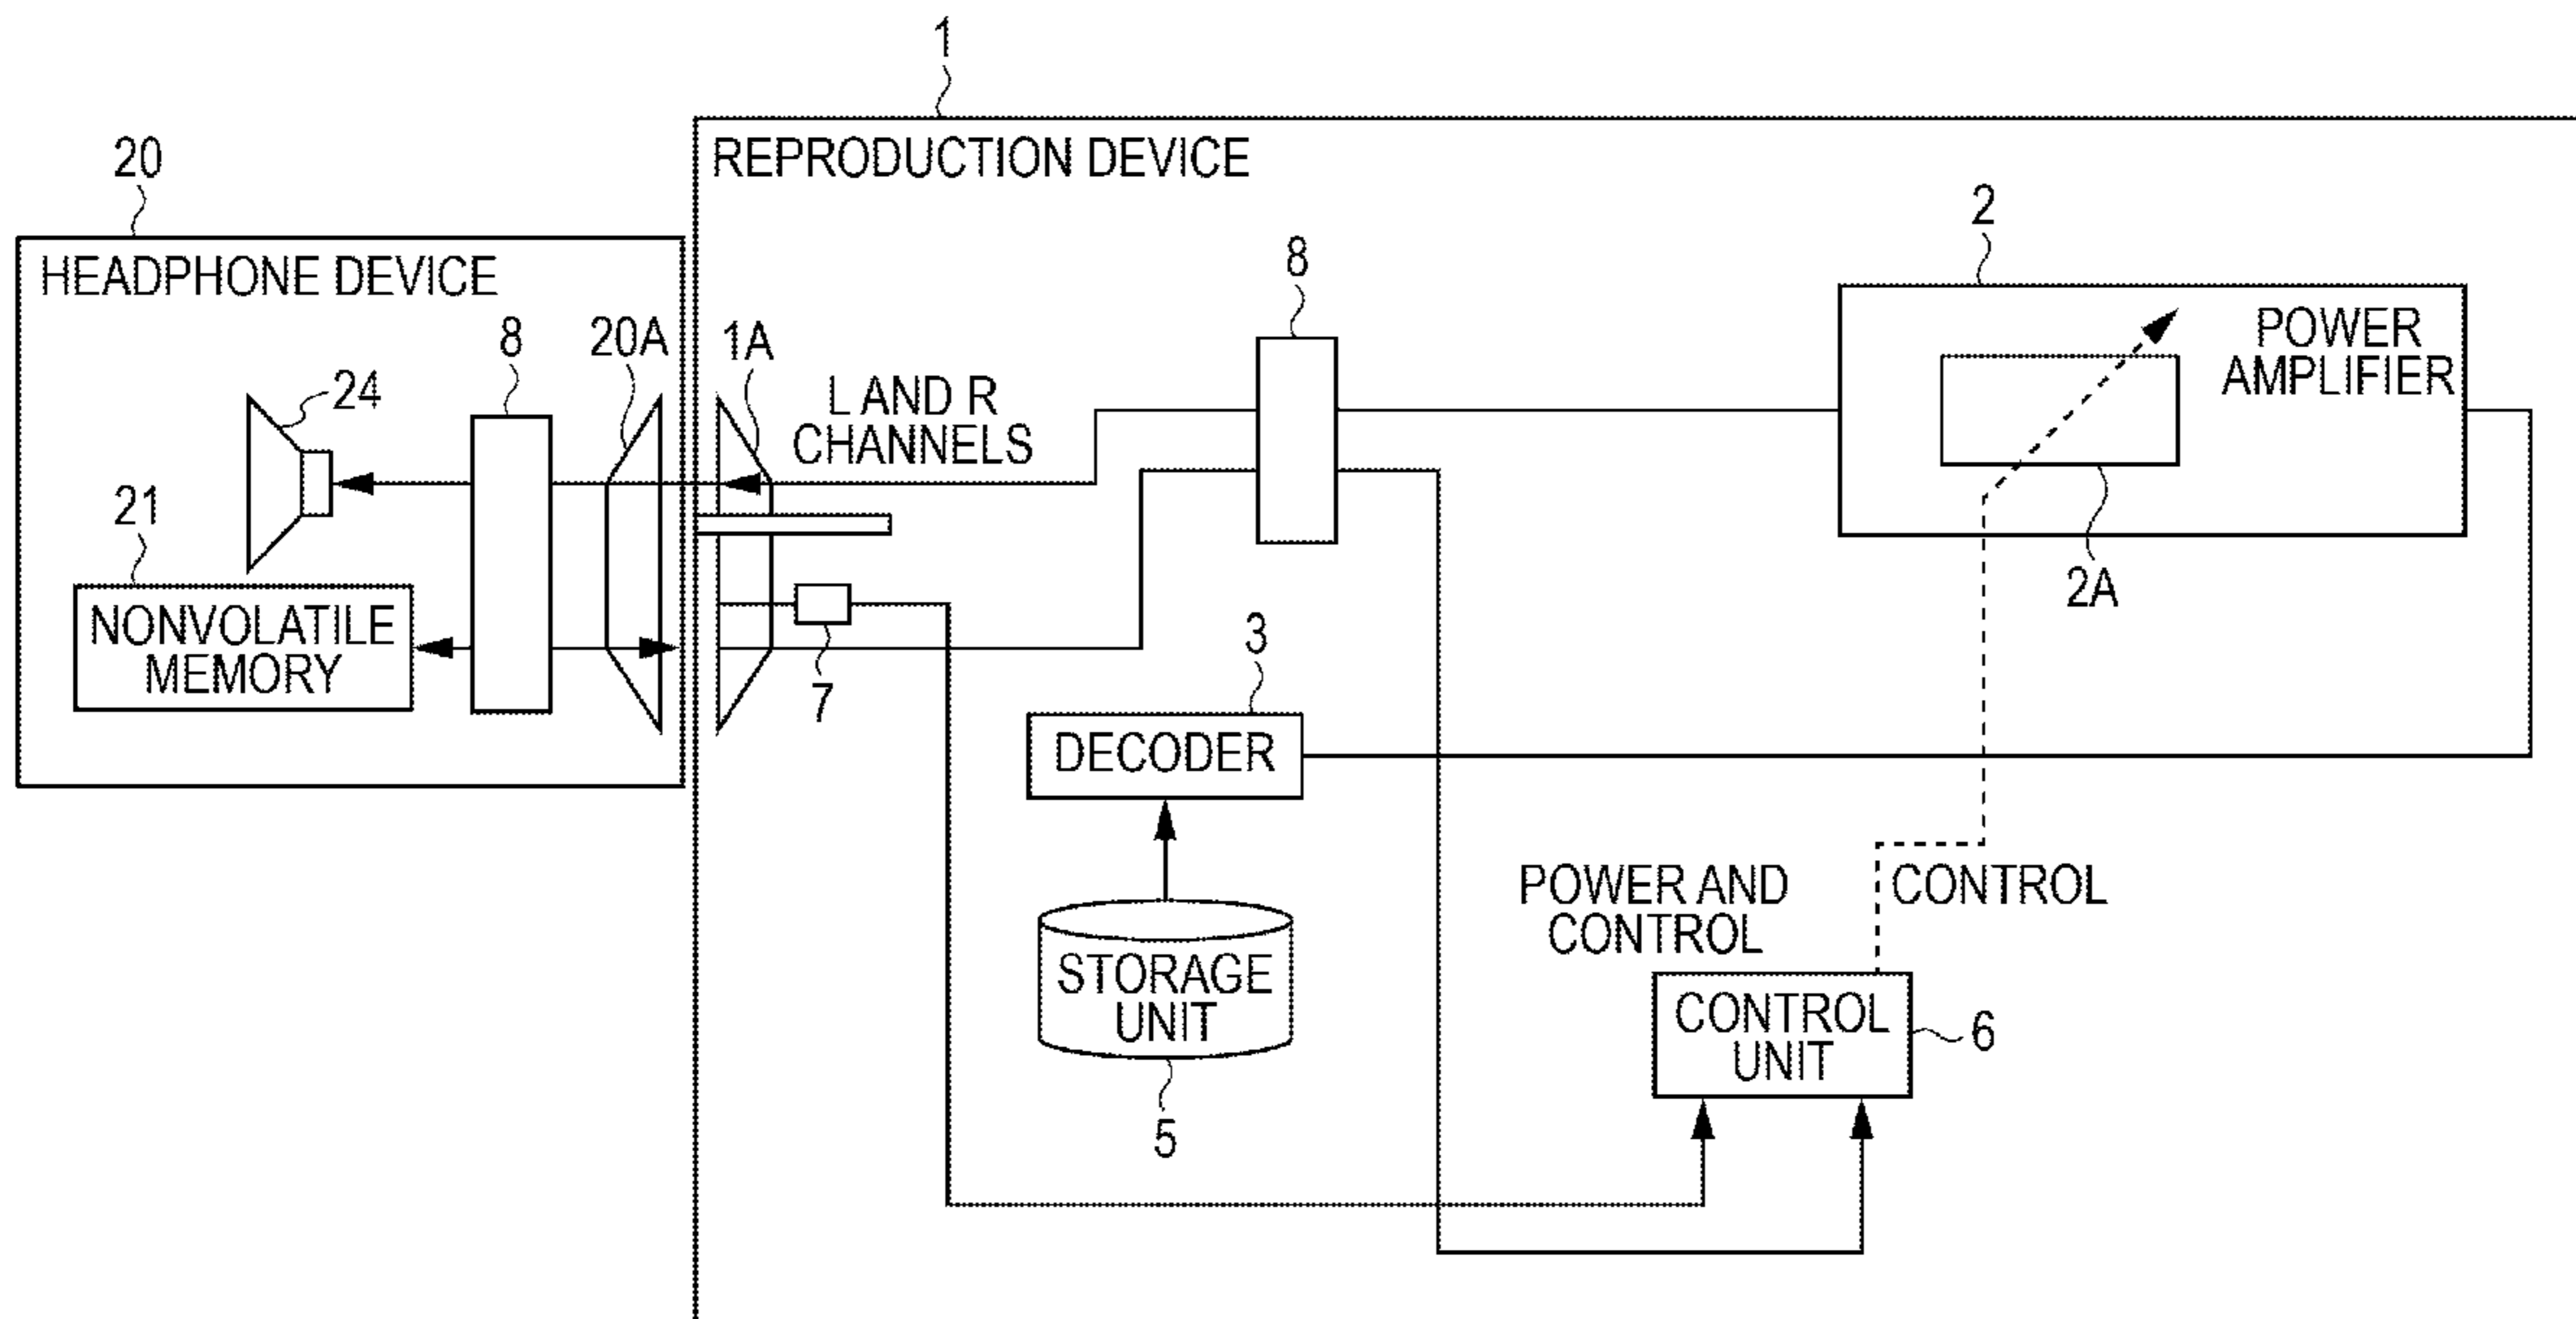 1
REPRODUCTION DEVICE
20
HEADPHONE DEVICE
2
8
POWER
AMPLIFIER
8
20A
1A
24
L AND R
CHANNELS
21
2A
NONVOLATILE
MEMORY
7
3
DECODER
POWER AND
CONTROL
CONTROL
STORAGE
UNIT
CONTROL
UNIT
6
5